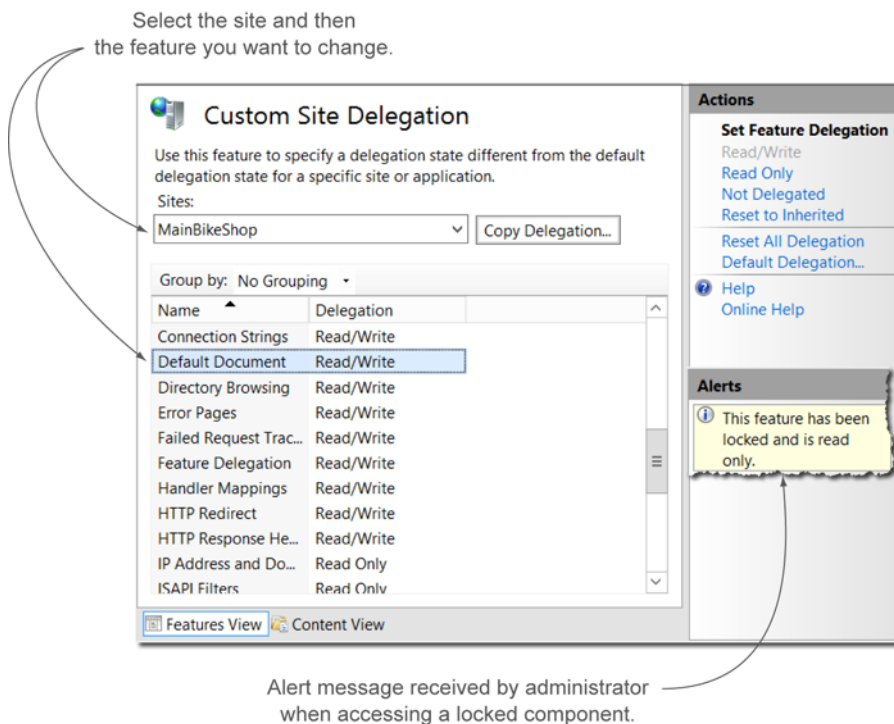 Select the site and then
the feature you want to change.
Custom Site Delegation
Use this feature to specify a delegation state different from the default
delegation state for a specific site or application.
Sites:
MainBikeShop
Copy Delegation...
Group by: No Grouping
Name Delegation
Connection Strings Read/Write
Default Document Read/Write
Directory Browsing Read/Write
Error Pages Read/Write
Failed Request Trac... Read/Write
Feature Delegation Read/Write
Handler Mappings Read/Write
HTTP Redirect Read/Write
HTTP Response He... Read/Write
IP Address and Do... Read Only
ISAPI Filters Read Only
Features View Content View
Actions
Set Feature Delegation
Read/Write
Read Only
Not Delegated
Reset to Inherited
Reset All Delegation
Default Delegation...
Help
Online Help
Alerts
This feature has been
locked and is read
only.
Alert message received by administrator
when accessing a locked component.